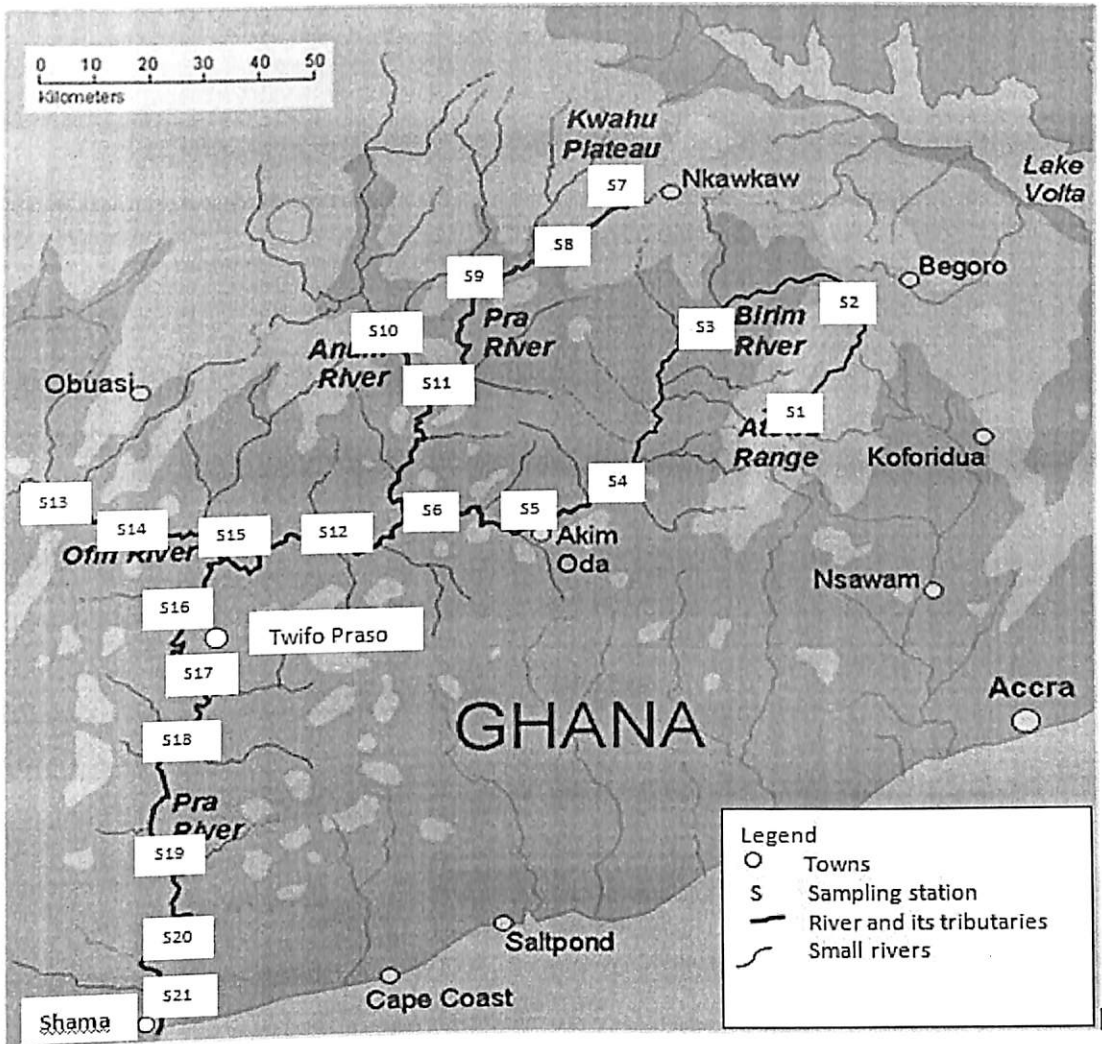 0 10 20 30 40 50
Kilometers
Kwahu
Plateau
S7
Nkawkaw
Lake
Volta
S8
S9
Begoro
S2
S10
Pra
River
S3
Birim
River
River
S11
Obuasi
S1
Range
Koforidua
S13
S4
S14
S15
S12
S6
S5
River
Akim
Oda
Nsawam
S16
Twifo Praso
S17
Accra
S18
GHANA
Pra
River
S19
S20
Saltpond
S21
Cape Coast
Shama
Legend
Towns
S Sampling station
River and its tributaries
Small rivers